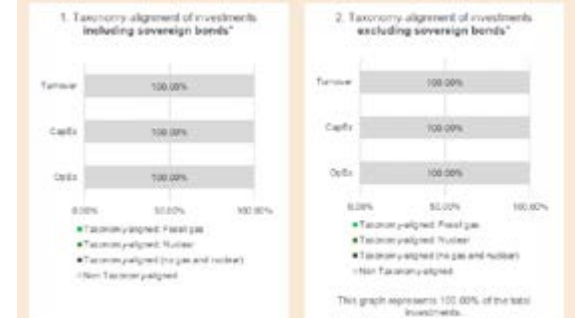 1. Taxonomy-alignment of investments
including sovereign bonds*
Turnover
100.00%
CapEx
100.00%
OpEx
100.00%
0.00%
50.00%
100.00%
Taxonomy-aligned: Fossil gas
Taxonomy-aligned: Nuclear
Taxonomy-aligned (no gas and nuclear)
Non Taxonomy-aligned
2. Taxonomy-alignment of investments
excluding sovereign bonds*
Turnover
100.00%
CapEx
100.00%
OpEx
100.00%
0.00%
50.00%
100.00%
Taxonomy-aligned: Fossil gas
Taxonomy-aligned: Nuclear
Taxonomy-aligned (no gas and nuclear)
Non Taxonomy-aligned
This graph represents 100.00% of the total
investments.